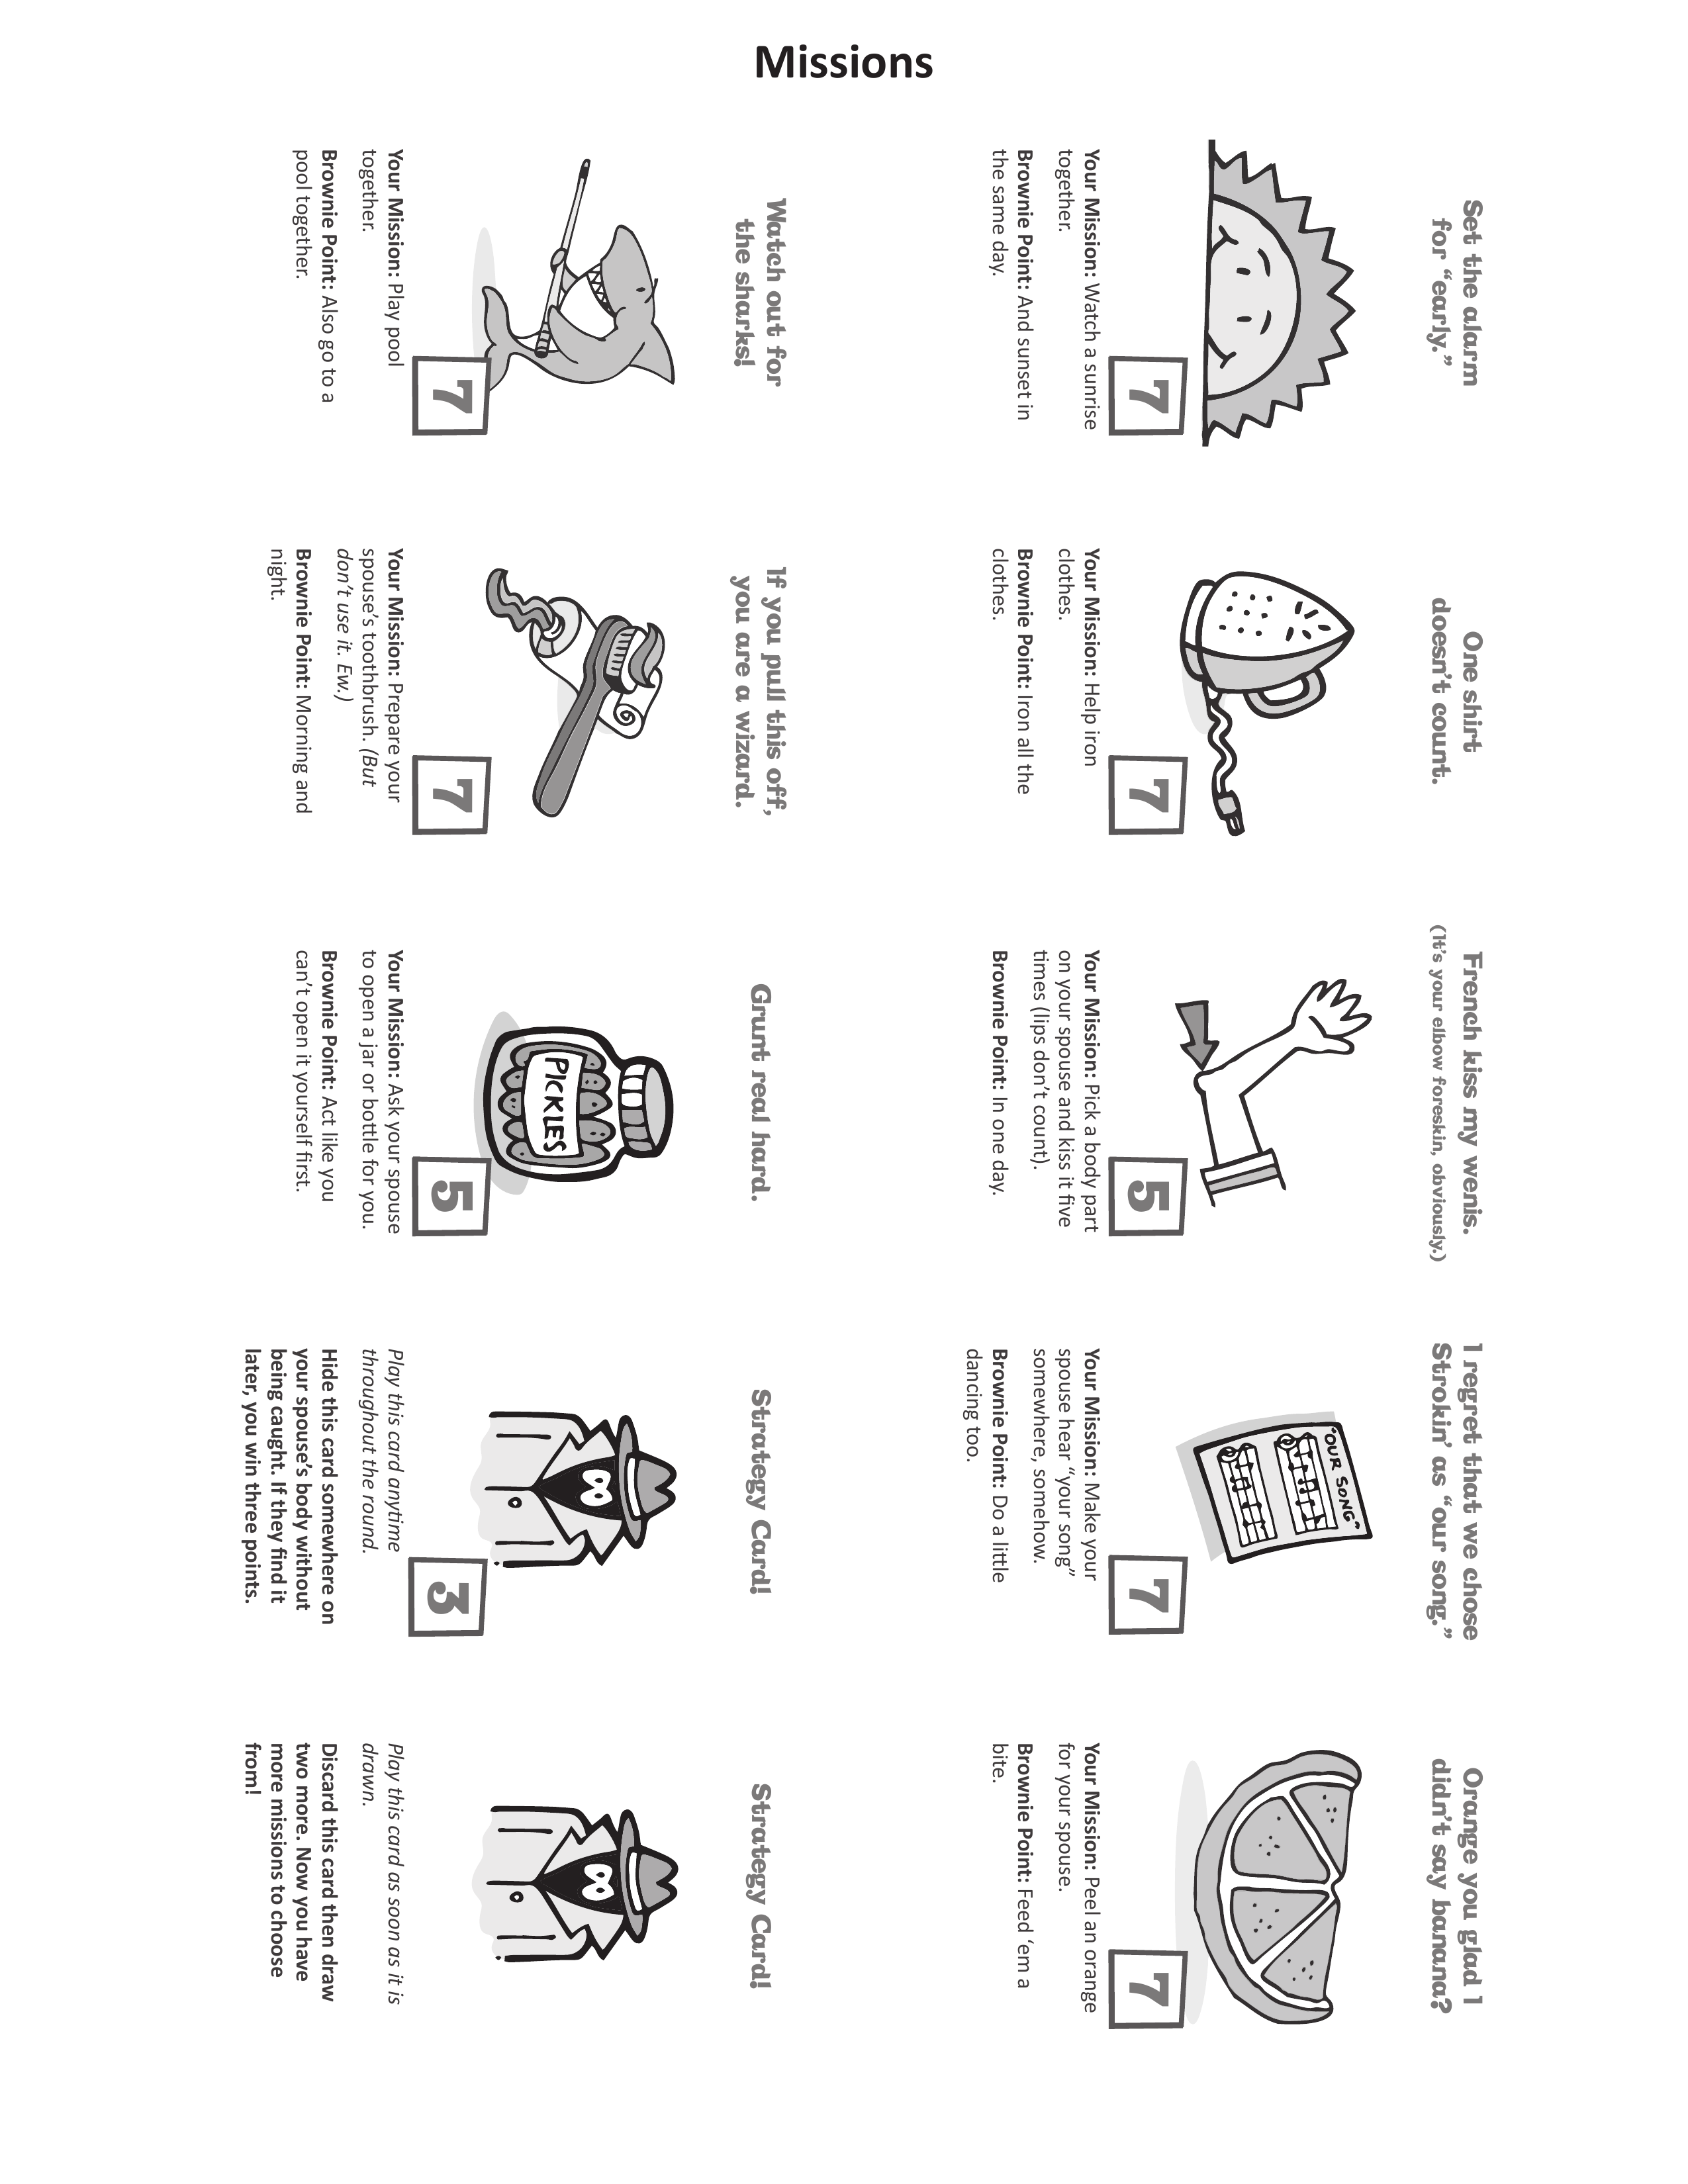 Missions
Set the alarm
for “early.”
7
Your Mission: Watch a sunrise
together.
Brownie Point: And sunset in
the same day.
One shirt
doesn’t count.
7
Your Mission: Help iron
clothes.
Brownie Point: Iron all the
clothes.
French kiss my wenis.
(It’s your elbow foreskin, obviously.)
5
Your Mission: Pick a body part
on your spouse and kiss it five
times (lips don’t count).
Brownie Point: In one day.
I regret that we chose
Strokin’ as “our song.”
“OUR SONG”
7
Your Mission: Make your
spouse hear “your song”
somewhere, somehow.
Brownie Point: Do a little
dancing too.
Orange you glad I
didn’t say banana?
7
Your Mission: Peel an orange
for your spouse.
Brownie Point: Feed ‘em a
bite.
Watch out for
the sharks!
7
Your Mission: Play pool
together.
Brownie Point: Also go to a
pool together.
If you pull this off,
you are a wizard.
7
Your Mission: Prepare your
spouse’s toothbrush. (But
don’t use it. Ew.)
Brownie Point: Morning and
night.
Grunt real hard.
PICKLES
5
Your Mission: Ask your spouse
to open a jar or bottle for you.
Brownie Point: Act like you
can’t open it yourself first.
Strategy Card!
3
Play this card anytime
throughout the round.
Hide this card somewhere on
your spouse’s body without
being caught. If they find it
later, you win three points.
Strategy Card!
Play this card as soon as it is
drawn.
Discard this card then draw
two more. Now you have
more missions to choose
from!